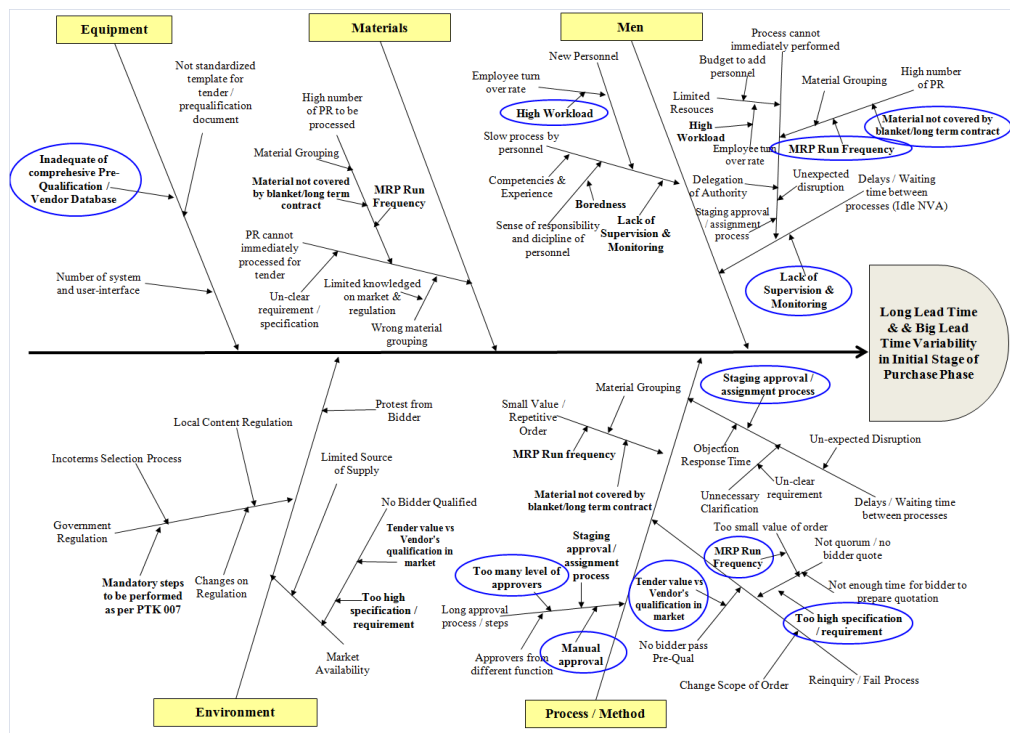 Equipment
Materials
Men
Not standardized
template for
tender /
prequalification
document
Inadequate of
comprehesive Pre-
Qualification /
Vendor Database
Number of system
and user-interface
High number
of PR to be
processed
Material Grouping
Material not covered
by blanket/long term
contract
MRP Run
Frequency
PR cannot
immediately
processed for
tender
Un-clear
requirement /
specification
Limited knowledged
on market &
regulation
Wrong material
grouping
New Personnel
Employee turn
over rate
High Workload
Slow process by
personnel
Competencies &
Experience
Boredness
Sense of responsibility
and dicipline of
personnel
Lack of
Supervision &
Monitoring
Process cannot
immediately performed
Budget to add
personnel
Limited
Resouces
High
Workload
Employee turn
over rate
Material Grouping
High number
of PR
Material not covered by
blanket/long term contract
MRP Run Frequency
Delegation
of Authority
Unexpected
disruption
Staging approval /
assignment
process
Delays / Waiting
time between
processes (Idle NVA)
Lack of
Supervision &
Monitoring
Long Lead Time
& & Big Lead
Time Variability
in Initial Stage of
Purchase Phase
Protest from
Bidder
Local Content Regulation
Limited Source
of Supply
Incoterms Selection Process
Government
Regulation
Mandatory steps
to be performed
as per PTK 007
Changes on
Regulation
No Bidder Qualified
Tender value vs
Vendor's
qualification in
market
Too high
specification /
requirement
Market
Availability
Material Grouping
Small Value /
Repetitive
Order
MRP Run frequency
Material not covered by
blanket/long term contract
Staging approval /
assignment process
Objection
Response Time
Un-expected Disruption
Un-clear
requirement
Unnecessary
Clarification
Delays / Waiting time
between processes
Staging
approval /
assignment
process
Too many level of
approvers
Long approval
process / steps
Approvers from
different function
Manual
approval
Tender value vs
Vendor's
qualification in
market
No bidder pass
Pre-Qual
Too small value of order
MRP Run
Frequency
Not quorum / no
bidder quote
Not enough time for bidder to
prepare quotation
Too high specification
/ requirement
Change Scope of Order
Reinquiry / Fail Process
Environment
Process / Method